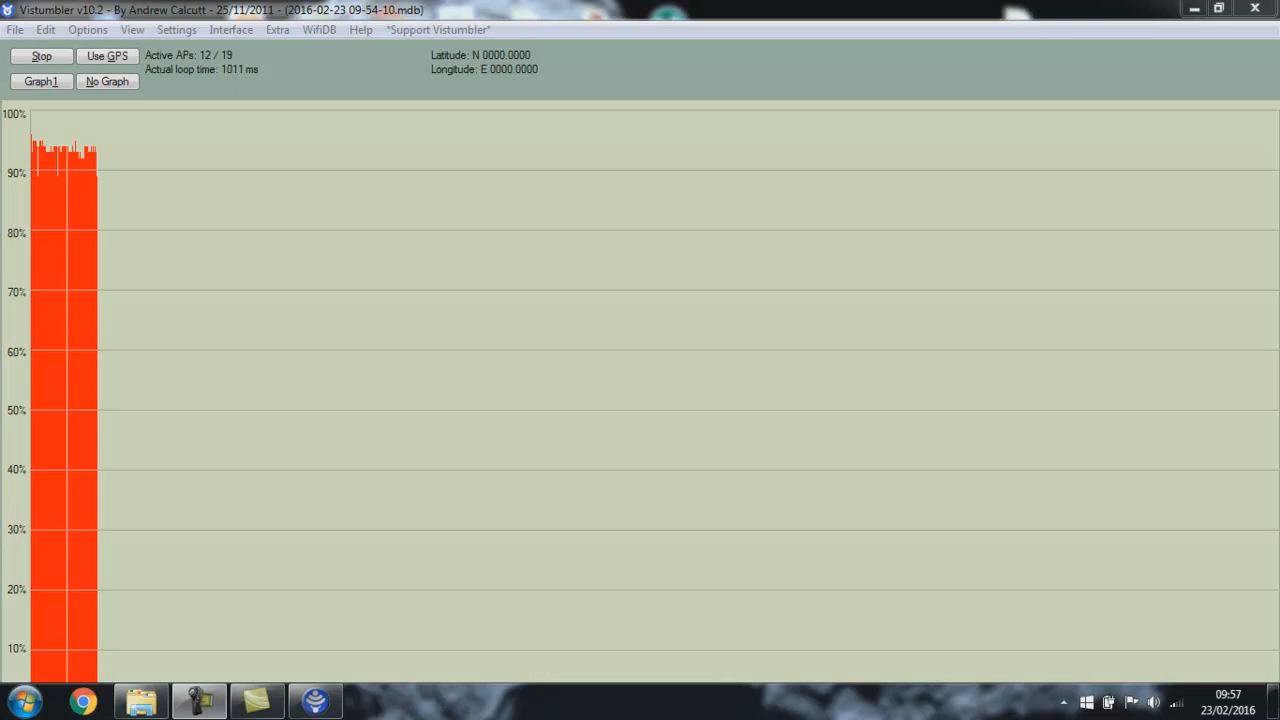 Vistumbler v10.2 - By Andrew Calcutt - 25/11/2011 - (2016-02-23 09-54-10.mdb)
File Edit Options View Settings Interface Extra WifiDB Help *Support Vistumbler*
Stop Use GPS Active APs: 12 / 19 Latitude: N 0000.0000
Actual loop time: 1011 ms Longitude: E 0000.0000
Graph1 No Graph
100%
90%
80%
70%
60%
50%
40%
30%
20%
10%
09:57
23/02/2016